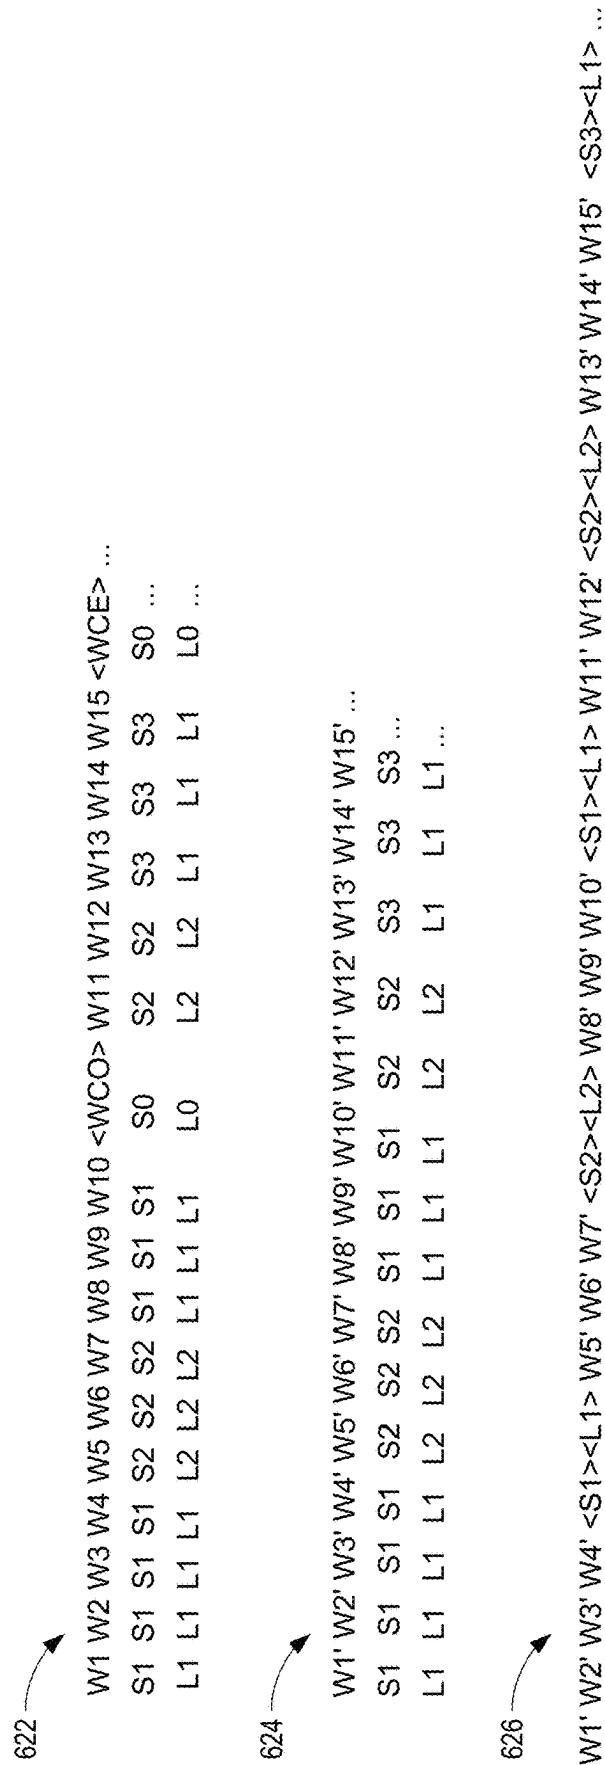 622
W1 W2 W3 W4 W5 W6 W7 W8 W9 W10 <WCO> W11 W12 W13 W14 W15 <WCE> ...
S1 S1 S1 S1 S2 S2 S2 S1 S1 S1 S0 S2 S2 S3 S3 S3 S0 ...
L1 L1 L1 L1 L2 L2 L2 L1 L1 L1 L0 L2 L2 L1 L1 L1 L0 ...
624
W1' W2' W3' W4' W5' W6' W7' W8' W9' W10' W11' W12' W13' W14' W15' ...
S1 S1 S1 S1 S2 S2 S2 S1 S1 S1 S2 S2 S3 S3 S3 ...
L1 L1 L1 L1 L2 L2 L2 L1 L1 L1 L2 L2 L1 L1 L1 ...
626
W1' W2' W3' W4' <S1><L1> W5' W6' W7' <S2><L2> W8' W9' W10' <S1><L1> W11' W12' <S2><L2> W13' W14' W15' <S3><L1> ...